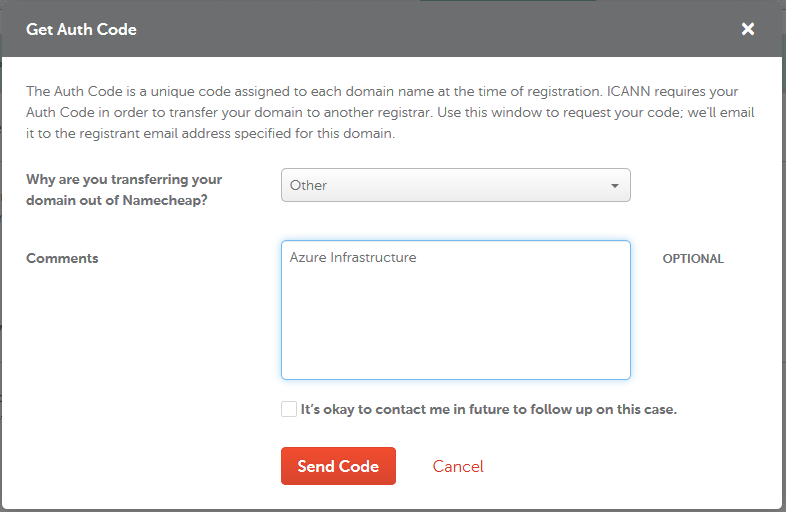 Get Auth Code
The Auth Code is a unique code assigned to each domain name at the time of registration. ICANN requires your
Auth Code in order to transfer your domain to another registrar. Use this window to request your code; we'll email
it to the registrant email address specified for this domain.
Why are you transferring your
domain out of Namecheap?
Other
Comments
Azure Infrastructure
OPTIONAL
It's okay to contact me in future to follow up on this case.
Send Code
Cancel